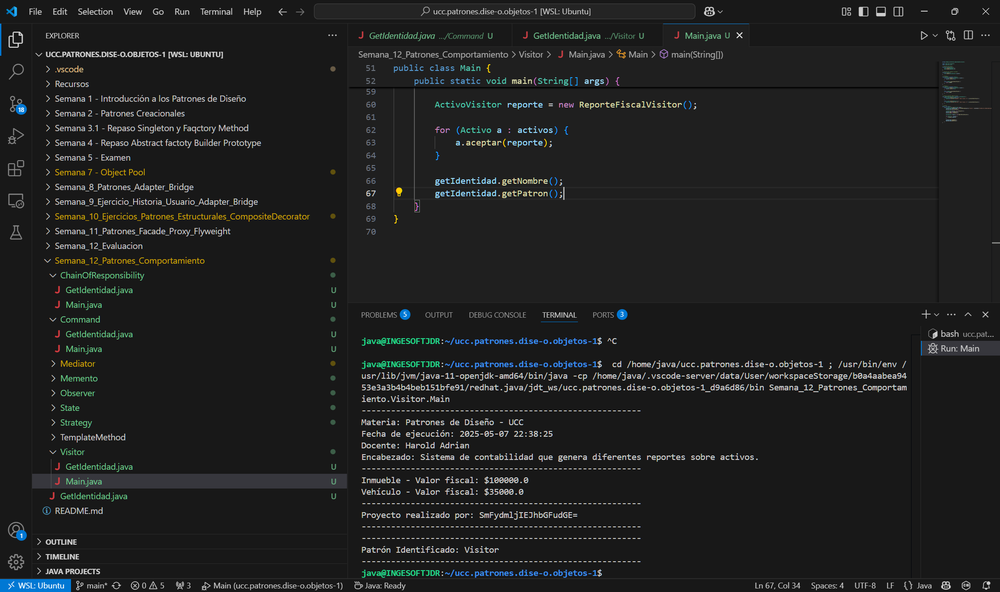 File Edit Selection View Go Run Terminal Help
ucc.patrones.dise-o.objetos-1 [WSL: Ubuntu]
EXPLORER
UCC.PATRONES.DISE-O.OBJETOS-1 [WSL: UBUNTU]
.vscode
Recursos
Semana 1 - Introducción a los Patrones de Diseño
Semana 2 - Patrones Creacionales
Semana 3.1 - Repaso Singleton y Faqctory Method
Semana 4 - Repaso Abstract factoty Builder Prototype
Semana 5 - Examen
Semana 7 - Object Pool
Semana_8_Patrones_Adapter_Bridge
Semana_9_Ejercicio_Historia_Usuario_Adapter_Bridge
Semana_10_Ejercicios_Patrones_Estructurales_CompositeDecorator
Semana_11_Patrones_Facade_Proxy_Flyweight
Semana_12_Evaluacion
Semana_12_Patrones_Comportamiento
ChainOfResponsibility
J GetIdentidad.java U
J Main.java U
Command
J GetIdentidad.java U
J Main.java U
Mediator
Memento
Observer
State
Strategy
TemplateMethod
Visitor
J GetIdentidad.java U
J Main.java U
J GetIdentidad.java U
README.md
OUTLINE
TIMELINE
JAVA PROJECTS
18
1
J GetIdentidad.java .../Command U
J GetIdentidad.java .../Visitor U
J Main.java U
Semana_12_Patrones_Comportamiento > Visitor > J Main.java > Main > main(String[])
51 public class Main {
52 public static void main(String[] args) {
59
60 ActivoVisitor reporte = new ReporteFiscalVisitor();
61
62 for (Activo a : activos) {
63 a.aceptar(reporte);
64 }
65
66 getIdentidad.getNombre();
67 getIdentidad.getPatron();
68 }
69 }
70
PROBLEMS 5 OUTPUT DEBUG CONSOLE TERMINAL PORTS 3
bash ucc.pat...
Run: Main
java@INGESOFTJDR:~/ucc.patrones.dise-o.objetos-1$ ^C
java@INGESOFTJDR:~/ucc.patrones.dise-o.objetos-1$ cd /home/java/ucc.patrones.dise-o.objetos-1 ; /usr/bin/env /
usr/lib/jvm/java-11-openjdk-amd64/bin/java -cp /home/java/.vscode-server/data/User/workspaceStorage/b0a4aabea94
53e3a3b4b4beb151bfe91/redhat.java/jdt_ws/ucc.patrones.dise-o.objetos-1_d9a6d86/bin Semana_12_Patrones_Comportam
iento.Visitor.Main
---------------------------------------------------------
Materia: Patrones de Diseño - UCC
Fecha de ejecución: 2025-05-07 22:38:25
Docente: Harold Adrian
Encabezado: Sistema de contabilidad que genera diferentes reportes sobre activos.
---------------------------------------------------------
Inmueble - Valor fiscal: $100000.0
Vehículo - Valor fiscal: $35000.0
---------------------------------------------------------
Proyecto realizado por: SmFydmljIEJhbGFudGE=
---------------------------------------------------------
---------------------------------------------------------
Patrón Identificado: Visitor
---------------------------------------------------------
java@INGESOFTJDR:~/ucc.patrones.dise-o.objetos-1$
WSL: Ubuntu main* 0 5 3 Main (ucc.patrones.dise-o.objetos-1) Java: Ready Ln 67, Col 34 Spaces: 4 UTF-8 LF {} Java